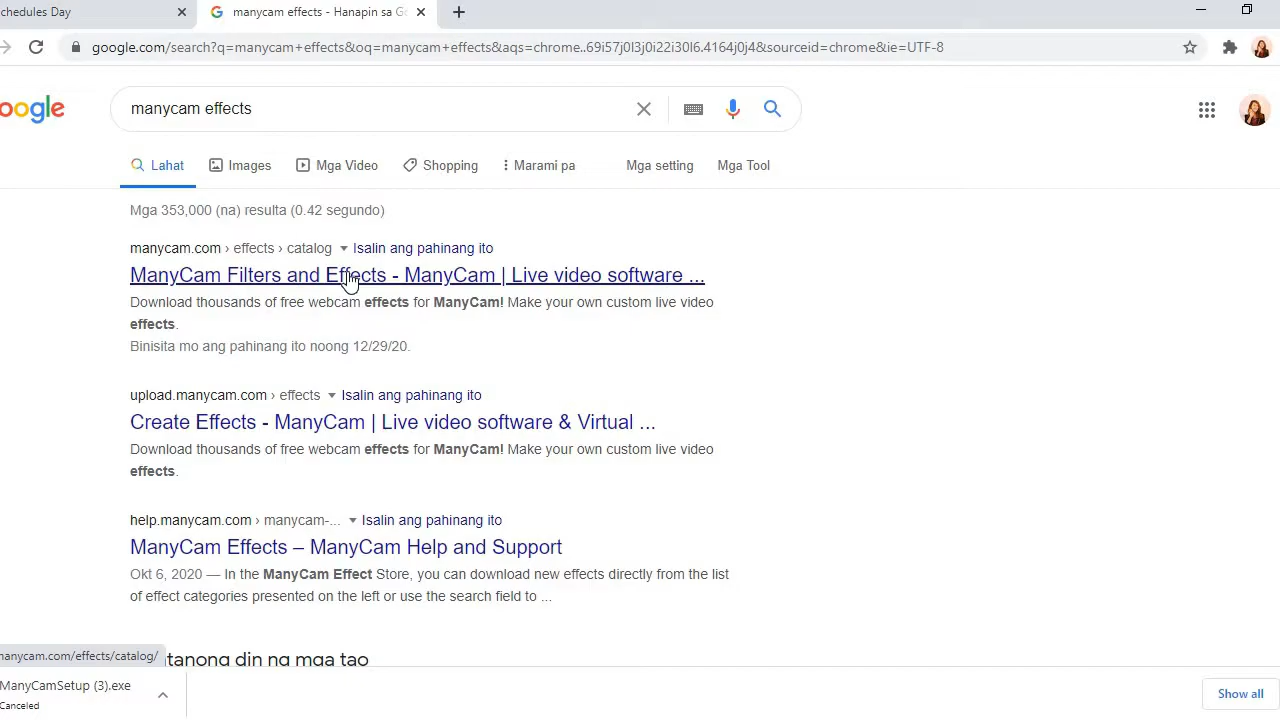 chedules Day
manycam effects - Hanapin sa Go
google.com/search?q=manycam+effects&oq=manycam+effects&aqs=chrome..69i57j0l3j0i22i30l6.4164j0j4&sourceid=chrome&ie=UTF-8
oogle
manycam effects
Lahat Images Mga Video Shopping Marami pa Mga setting Mga Tool
Mga 353,000 (na) resulta (0.42 segundo)
manycam.com › effects › catalog Isalin ang pahinang ito
ManyCam Filters and Effects - ManyCam | Live video software ...
Download thousands of free webcam effects for ManyCam! Make your own custom live video
effects.
Binisita mo ang pahinang ito noong 12/29/20.
upload.manycam.com › effects Isalin ang pahinang ito
Create Effects - ManyCam | Live video software & Virtual ...
Download thousands of free webcam effects for ManyCam! Make your own custom live video
effects.
help.manycam.com › manycam-... Isalin ang pahinang ito
ManyCam Effects – ManyCam Help and Support
Okt 6, 2020 — In the ManyCam Effect Store, you can download new effects directly from the list
of effect categories presented on the left or use the search field to ...
tanong din ng mga tao
manycam.com/effects/catalog/
ManyCamSetup (3).exe
Canceled
Show all